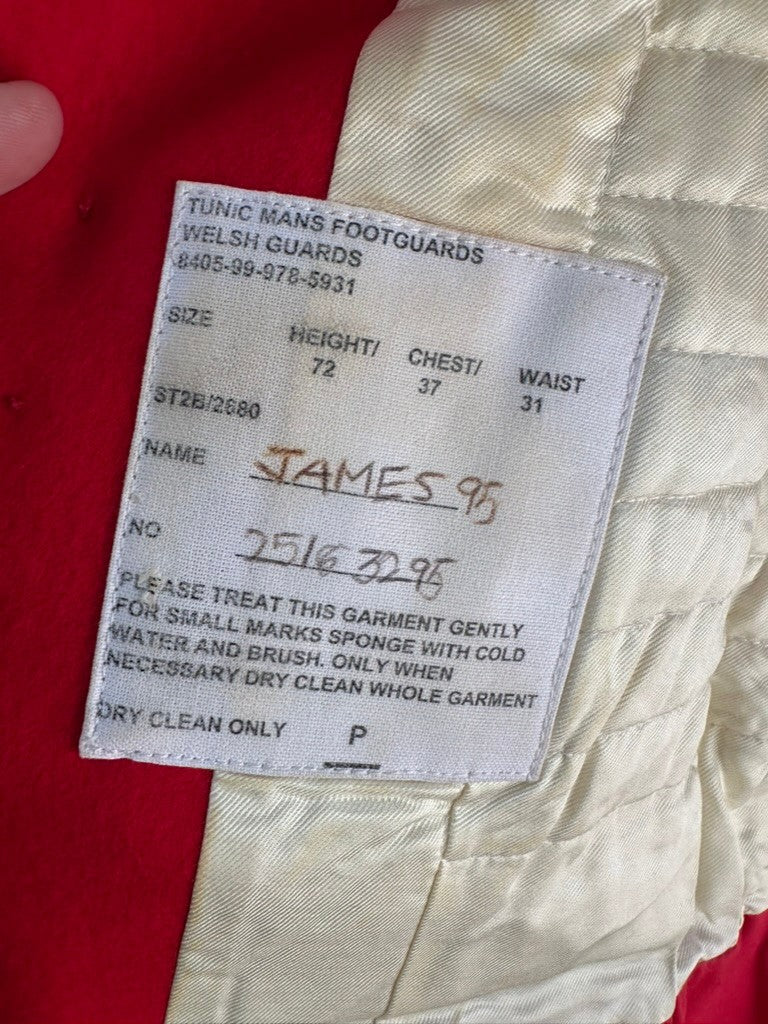 TUNIC MANS FOOTGUARDS
WELSH GUARDS
8405-99-978-5931
SIZE HEIGHT/ CHEST/ WAIST
72 37 31
ST2B/2680
NAME JAMES 95
NO 25163295
PLEASE TREAT THIS GARMENT GENTLY
FOR SMALL MARKS SPONGE WITH COLD
WATER AND BRUSH. ONLY WHEN
NECESSARY DRY CLEAN WHOLE GARMENT
DRY CLEAN ONLY P